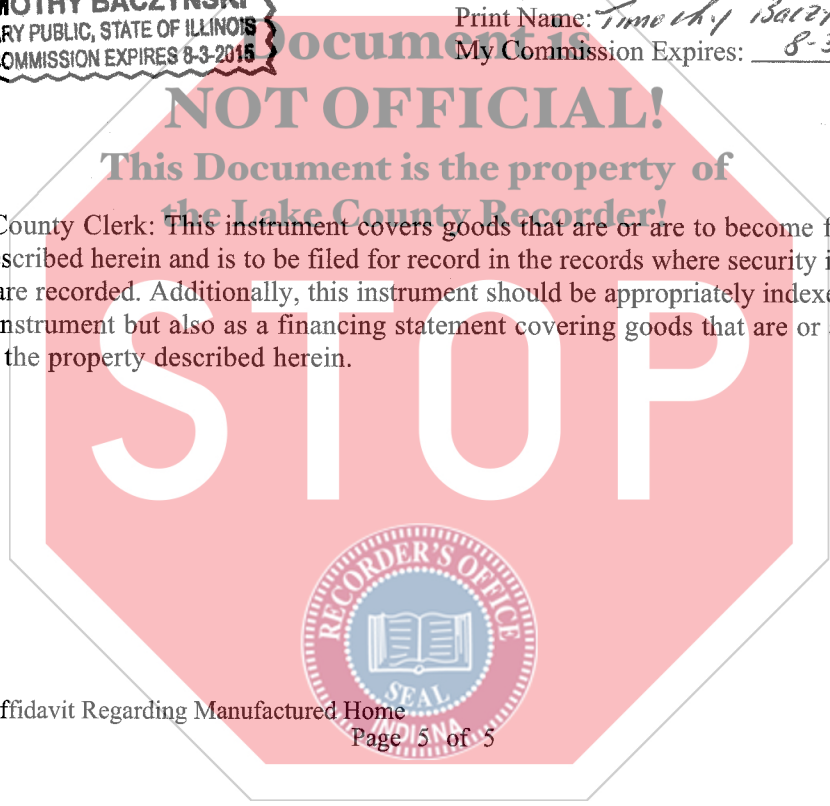 MOTHY BACZYNSKI
RY PUBLIC, STATE OF ILLINOIS
OMMISSION EXPIRES 8-3-2015
Print Name: Timothy Bacz
My Commission Expires: 8-3
Document is
NOT OFFICIAL!
This Document is the property of
the Lake County Recorder!
County Clerk: This instrument covers goods that are or are to become f
scribed herein and is to be filed for record in the records where security i
are recorded. Additionally, this instrument should be appropriately indexe
nstrument but also as a financing statement covering goods that are or
the property described herein.
STOP
RECORDER'S OFFICE
SEAL
INDIANA
ffidavit Regarding Manufactured Home
Page 5 of 5